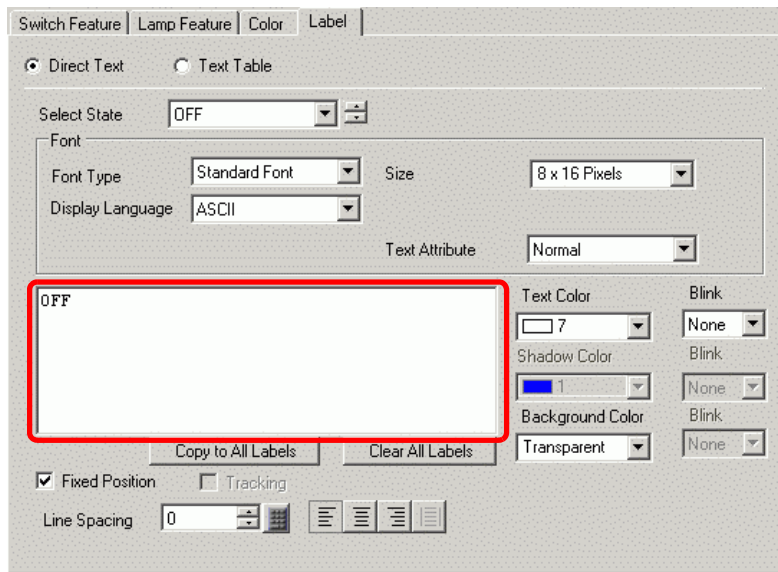 Switch Feature Lamp Feature Color Label
Direct Text Text Table
Select State OFF
Font
Font Type Standard Font Size 8 x 16 Pixels
Display Language ASCII
Text Attribute Normal
OFF
Text Color Blink
7 None
Shadow Color Blink
1 None
Background Color Blink
Transparent None
Copy to All Labels Clear All Labels
Fixed Position Tracking
Line Spacing 0